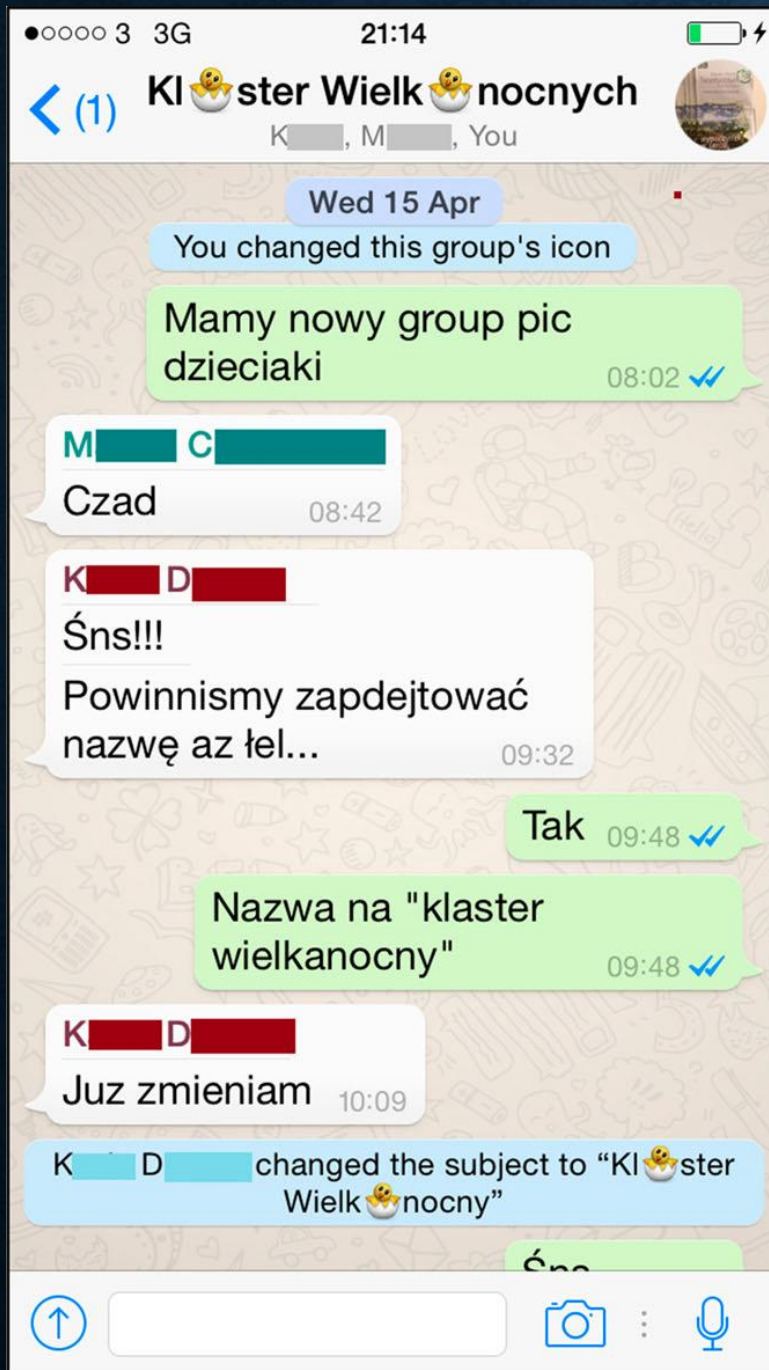 3 3G 21:14
(1) Kl🐣ster Wielk🐣nocnych
K, M, You
Wed 15 Apr
You changed this group's icon
Mamy nowy group pic
dzieciaki 08:02
M C
Czad 08:42
K D
Śns!!!
Powinnismy zapdejtować
nazwę az łel... 09:32
Tak 09:48
Nazwa na "klaster
wielkanocny" 09:48
K D
Juz zmieniam 10:09
K D changed the subject to “Kl🐣ster
Wielk🐣nocny”